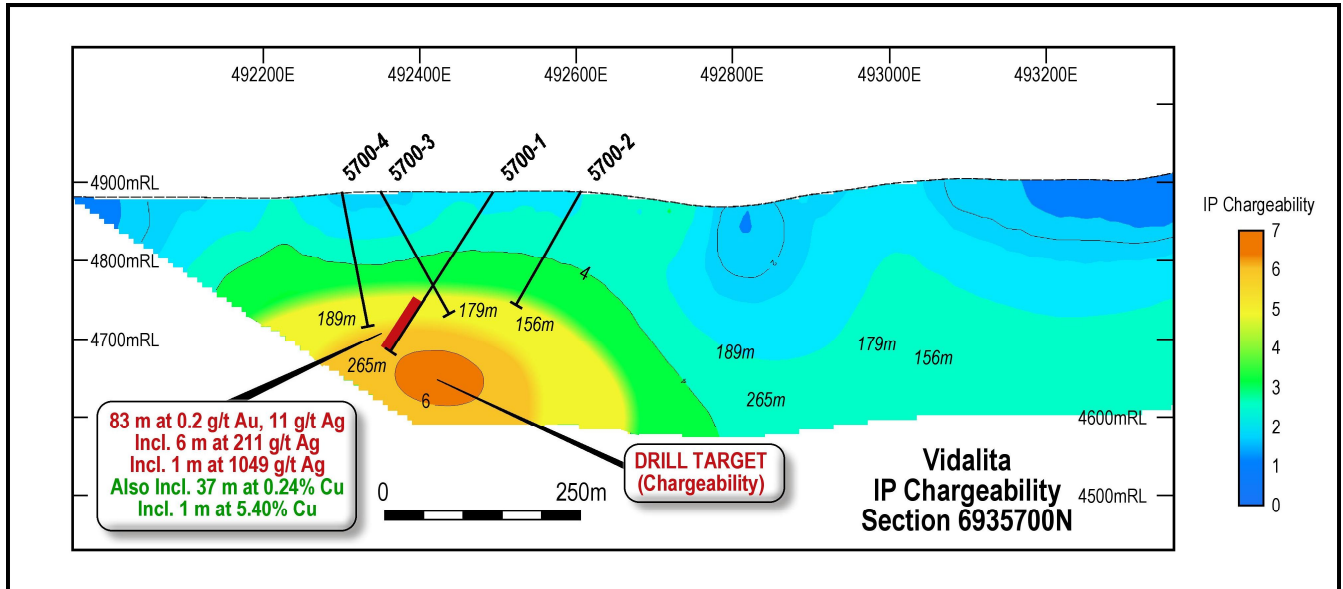 492200E 492400E 492600E 492800E 493000E 493200E
5700-4 5700-3 5700-1 5700-2
4900mRL
4800mRL
4700mRL
4600mRL
4500mRL
4
2
4
6
189m
179m
156m
265m
189m
179m
156m
265m
83 m at 0.2 g/t Au, 11 g/t Ag
Incl. 6 m at 211 g/t Ag
Incl. 1 m at 1049 g/t Ag
Also Incl. 37 m at 0.24% Cu
Incl. 1 m at 5.40% Cu
DRILL TARGET
(Chargeability)
0 250m
Vidalita
IP Chargeability
Section 6935700N
IP Chargeability
7
6
5
4
3
2
1
0